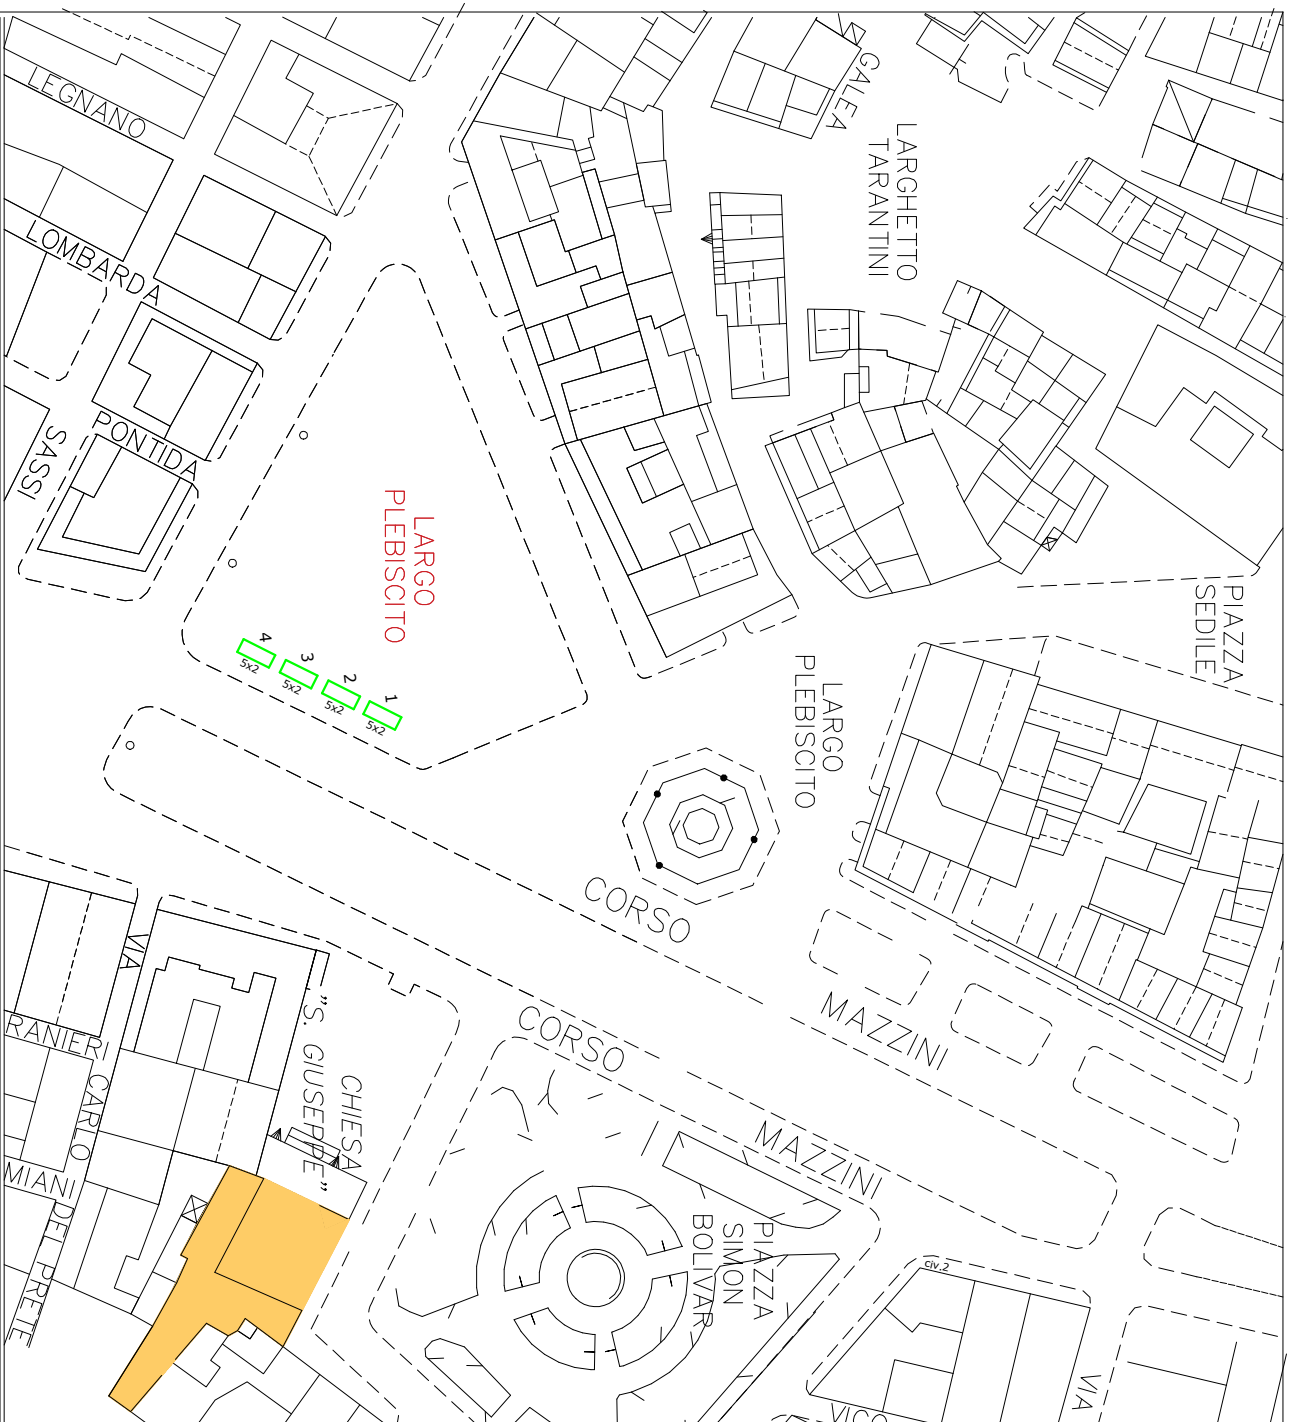 LEGNANO
GALEA
LARGHETTO
TARANTINI
LOMBARDA
PONTIDA
SASSI
LARGO
PLEBISCITO
PIAZZA
SEDILE
4
5x2
3
5x2
2
5x2
1
5x2
LARGO
PLEBISCITO
CORSO
MAZZINI
VIA
CORSO
MAZZINI
RANIERI
CARLO
MIANI
DEL PRETE
CHIESA
"S. GIUSEPPE"
PIAZZA
SIMON
BOLIVAR
civ.2
VIA
VICO